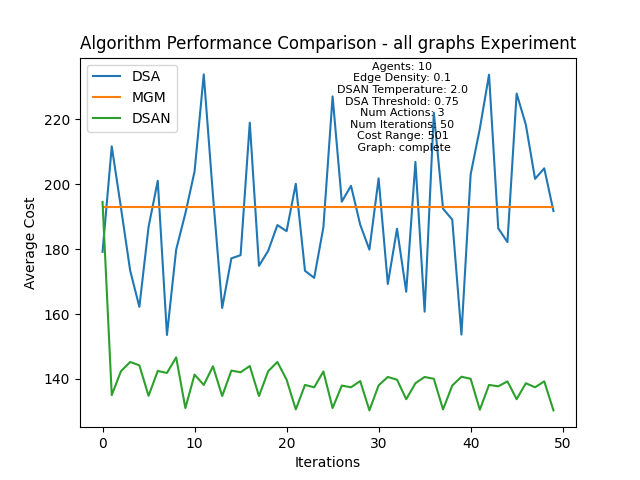 Algorithm Performance Comparison - all graphs Experiment
DSA
MGM
DSAN
Agents: 10
Edge Density: 0.1
DSAN Temperature: 2.0
DSA Threshold: 0.75
Num Actions: 3
Num Iterations: 50
Cost Range: 501
Graph: complete
220
200
180
160
140
Average Cost
0
10
20
30
40
50
Iterations